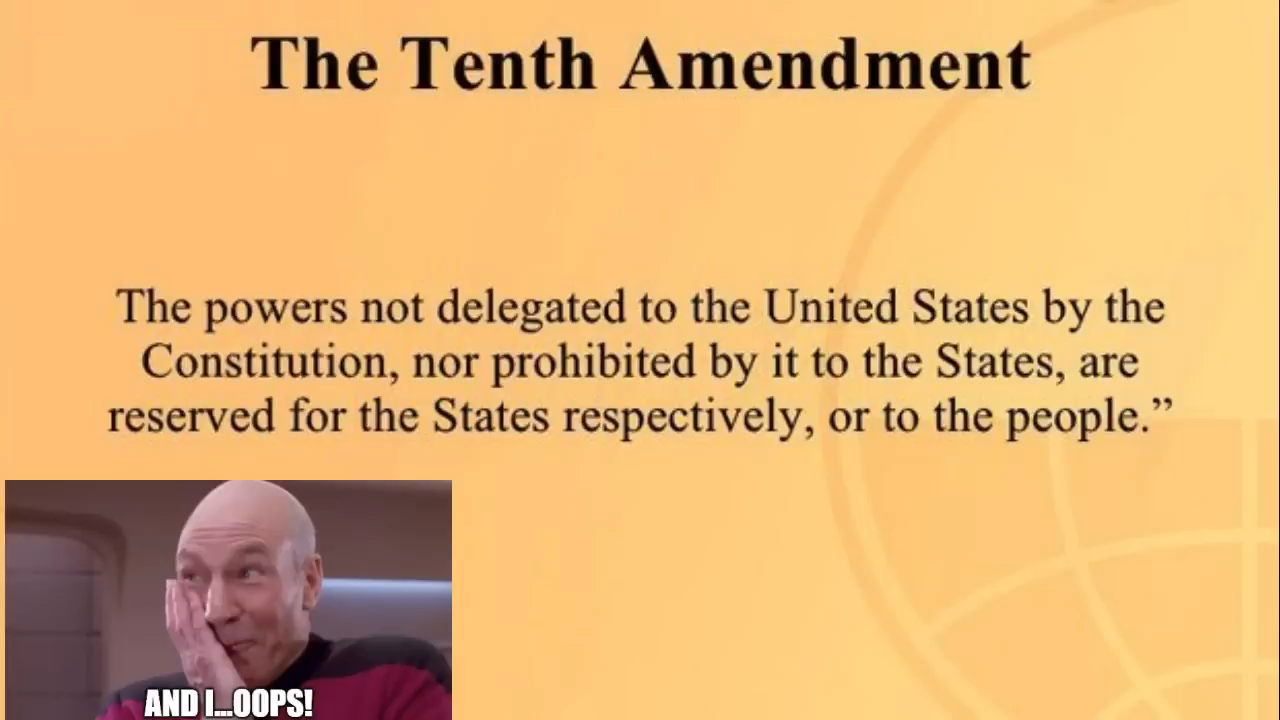 The Tenth Amendment
The powers not delegated to the United States by the
Constitution, nor prohibited by it to the States, are
reserved for the States respectively, or to the people.”
AND I...OOPS!